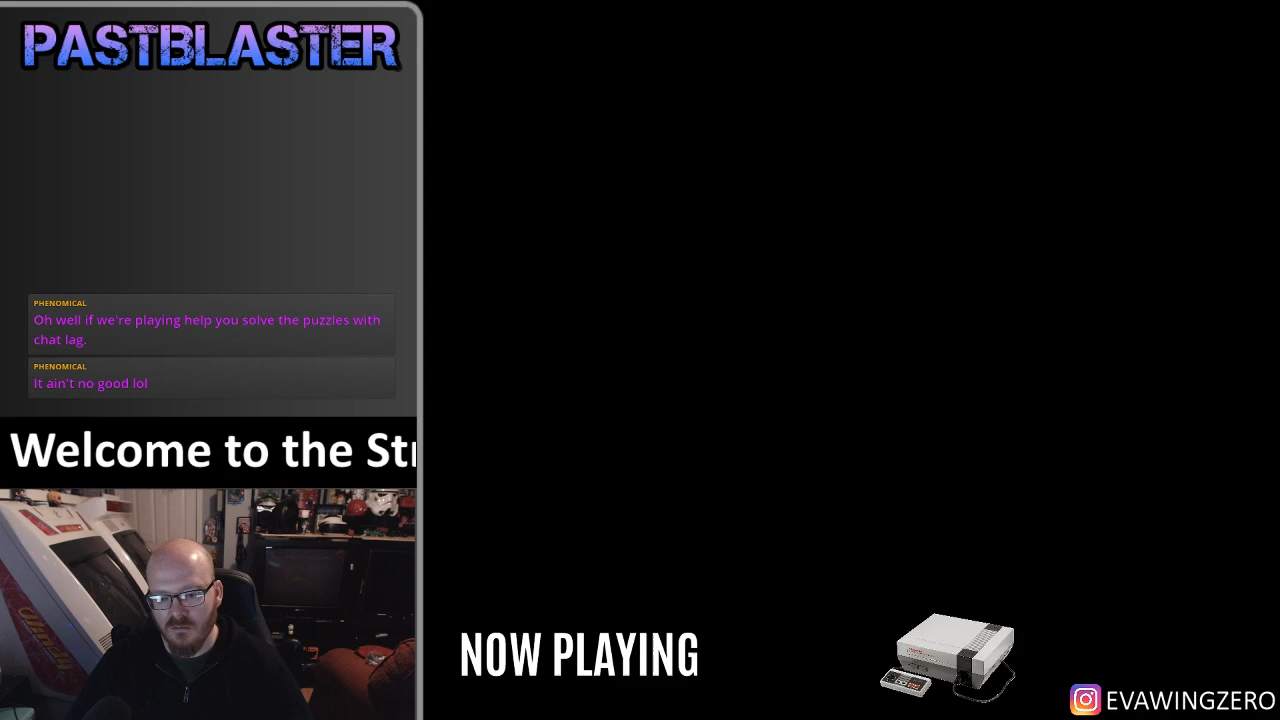 PASTBLASTER
PHENOMICAL
Oh well if we're playing help you solve the puzzles with
chat lag.
PHENOMICAL
It ain't no good lol
Welcome to the Str
NOW PLAYING
EVAWINGZERO